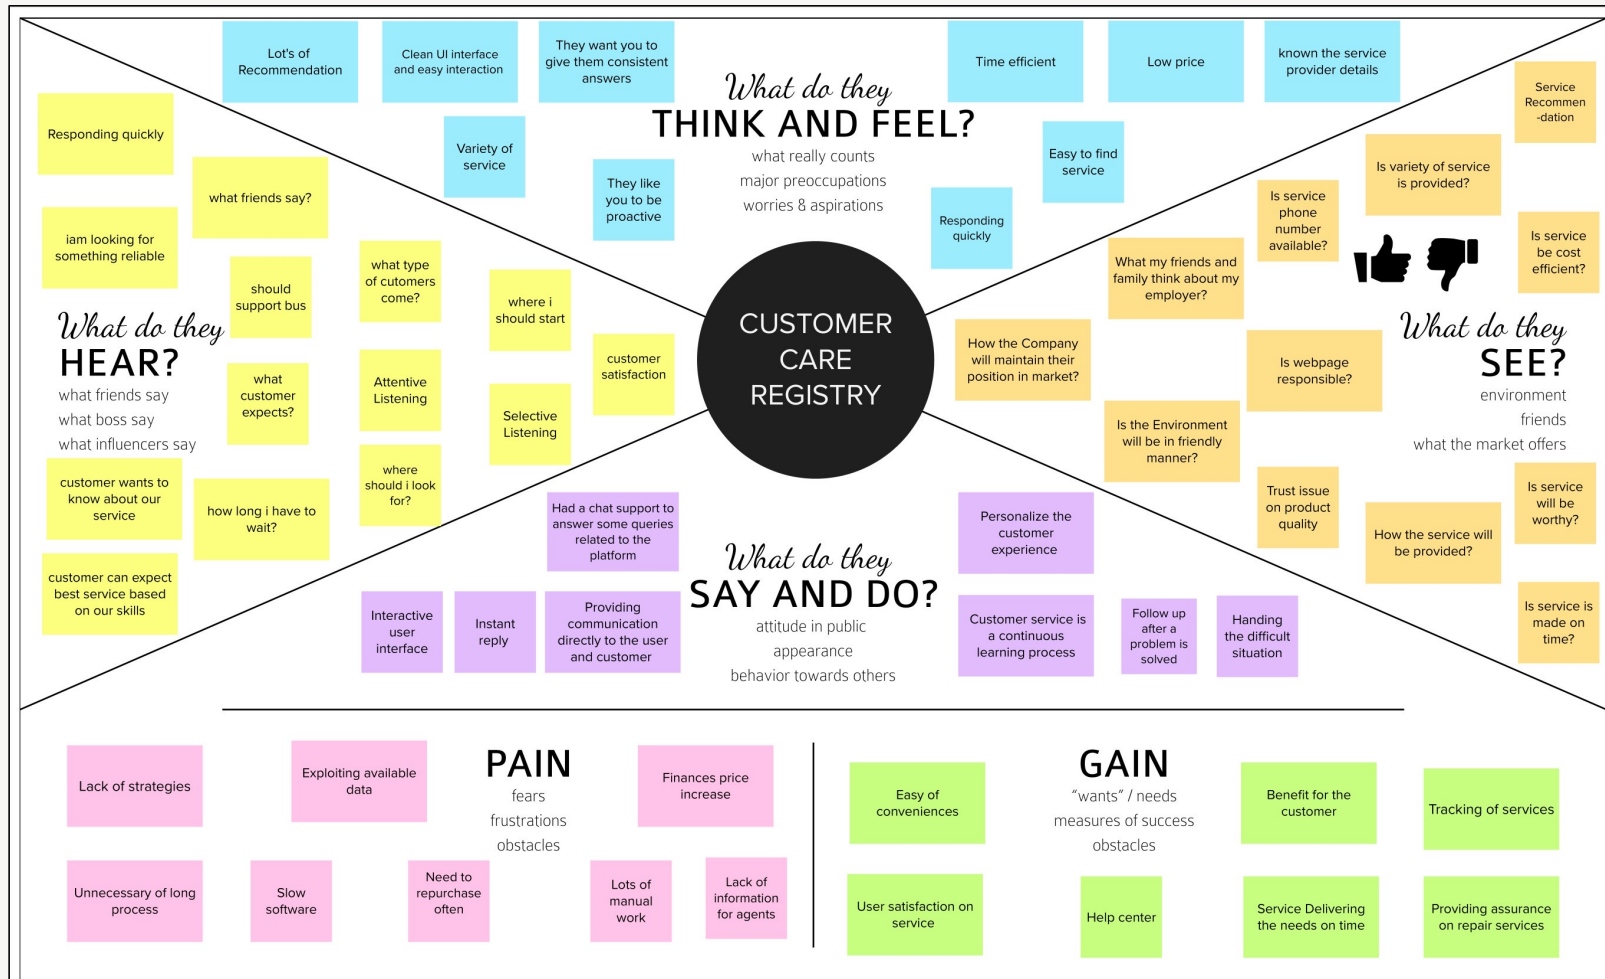 Lot's of
Recommendation
Clean UI interface
and easy interaction
They want you to
give them consistent
answers
Variety of
service
They like
you to be
proactive
What do they
THINK AND FEEL?
what really counts
major preoccupations
worries & aspirations
Time efficient
Low price
known the service
provider details
Easy to find
service
Responding
quickly
Responding quickly
what friends say?
iam looking for
something reliable
should
support bus
what type
of cutomers
come?
where i
should start
customer
satisfaction
What do they
HEAR?
what friends say
what boss say
what influencers say
what
customer
expects?
Attentive
Listening
Selective
Listening
customer wants to
know about our
service
how long i have to
wait?
where
should i look
for?
customer can expect
best service based
on our skills
CUSTOMER
CARE
REGISTRY
Service
Recommen
-dation
Is variety of service
is provided?
Is service
phone
number
available?
Is service
be cost
efficient?
What my friends and
family think about my
employer?
How the Company
will maintain their
position in market?
Is webpage
responsible?
What do they
SEE?
environment
friends
what the market offers
Is the Environment
will be in friendly
manner?
Trust issue
on product
quality
How the service will
be provided?
Is service
will be
worthy?
Is service is
made on
time?
Had a chat support to
answer some queries
related to the
platform
Interactive
user
interface
Instant
reply
Providing
communication
directly to the user
and customer
What do they
SAY AND DO?
attitude in public
appearance
behavior towards others
Personalize the
customer
experience
Customer service is
a continuous
learning process
Follow up
after a
problem is
solved
Handing
the difficult
situation
PAIN
fears
frustrations
obstacles
Lack of strategies
Exploiting available
data
Finances price
increase
Unnecessary of long
process
Slow
software
Need to
repurchase
often
Lots of
manual
work
Lack of
information
for agents
GAIN
“wants” / needs
measures of success
obstacles
Easy of
conveniences
Benefit for the
customer
Tracking of services
User satisfaction on
service
Help center
Service Delivering
the needs on time
Providing assurance
on repair services